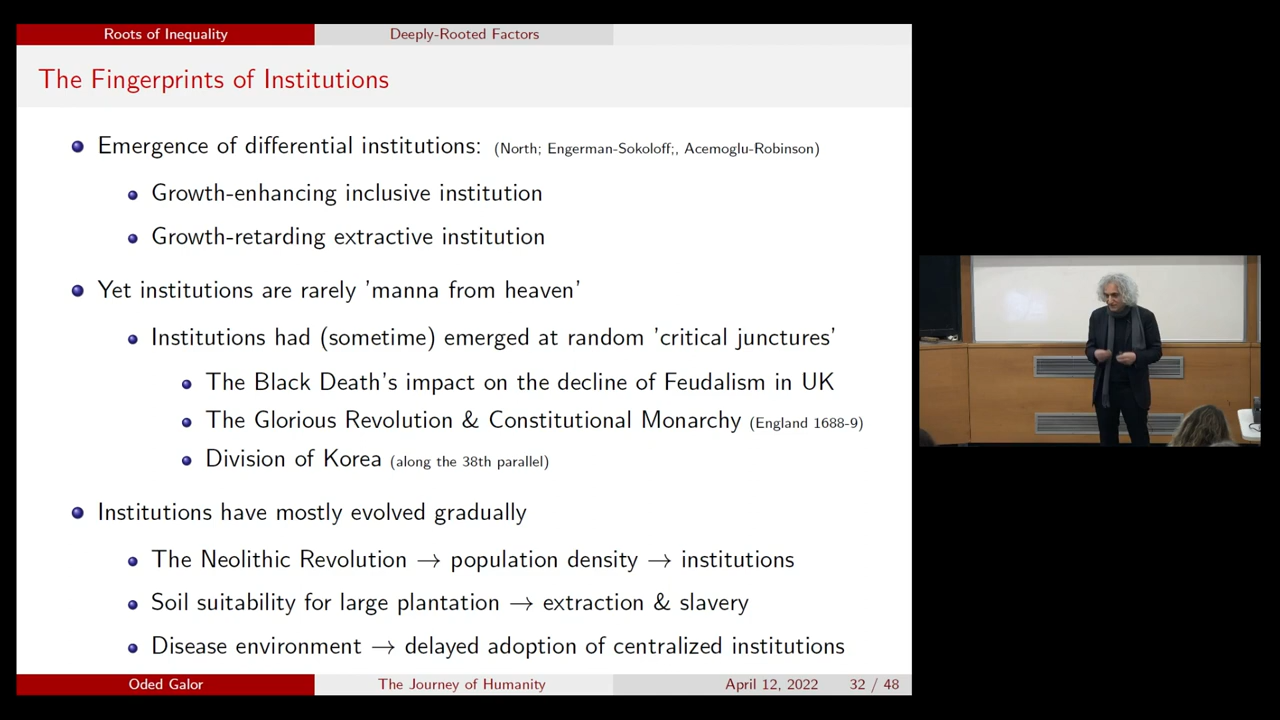 Roots of Inequality
Deeply-Rooted Factors
The Fingerprints of Institutions
Emergence of differential institutions: (North; Engerman-Sokoloff;, Acemoglu-Robinson)
Growth-enhancing inclusive institution
Growth-retarding extractive institution
Yet institutions are rarely 'manna from heaven'
Institutions had (sometime) emerged at random 'critical junctures'
The Black Death's impact on the decline of Feudalism in UK
The Glorious Revolution & Constitutional Monarchy (England 1688-9)
Division of Korea (along the 38th parallel)
Institutions have mostly evolved gradually
The Neolithic Revolution → population density → institutions
Soil suitability for large plantation → extraction & slavery
Disease environment → delayed adoption of centralized institutions
Oded Galor
The Journey of Humanity
April 12, 2022 32 / 48